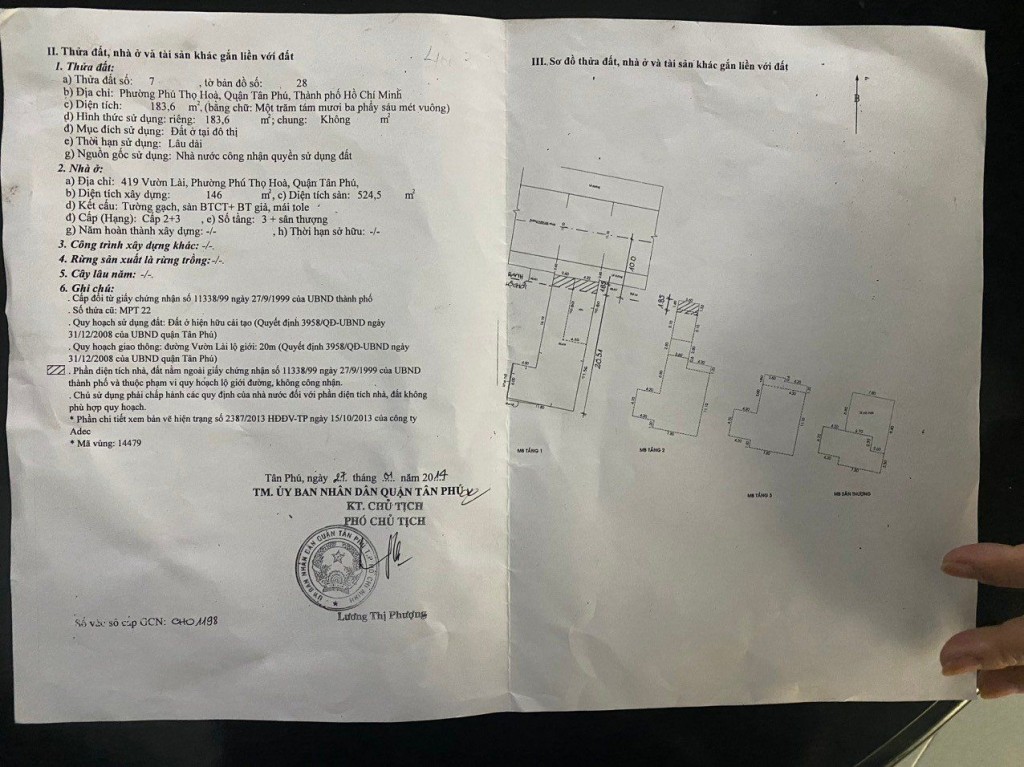 II. Thửa đất, nhà ở và tài sản khác gắn liền với đất
1. Thửa đất:
a) Thửa đất số: 7 , tờ bản đồ số: 28
b) Địa chỉ: Phường Phú Thọ Hoà, Quận Tân Phú, Thành phố Hồ Chí Minh
c) Diện tích: 183,6 m², (bằng chữ: Một trăm tám mươi ba phẩy sáu mét vuông)
d) Hình thức sử dụng: riêng: 183,6 m²; chung: Không m²
đ) Mục đích sử dụng: Đất ở tại đô thị
e) Thời hạn sử dụng: Lâu dài
g) Nguồn gốc sử dụng: Nhà nước công nhận quyền sử dụng đất
2. Nhà ở:
a) Địa chỉ: 419 Vườn Lài, Phường Phú Thọ Hoà, Quận Tân Phú,
b) Diện tích xây dựng: 146 m², c) Diện tích sàn: 524,5 m²
d) Kết cấu: Tường gạch, sàn BTCT+ BT giả, mái tole
đ) Cấp (Hạng): Cấp 2+3 , e) Số tầng: 3 + sân thượng
g) Năm hoàn thành xây dựng: -/- , h) Thời hạn sở hữu: -/-
3. Công trình xây dựng khác: -/-
4. Rừng sản xuất là rừng trồng:-/-
5. Cây lâu năm: -/-
6. Ghi chú:
. Cấp đổi từ giấy chứng nhận số 11338/99 ngày 27/9/1999 của UBND thành phố
. Số thửa cũ: MPT 22
. Quy hoạch sử dụng đất: Đất ở hiện hữu cải tạo (Quyết định 3958/QĐ-UBND ngày
31/12/2008 của UBND quận Tân Phú)
. Quy hoạch giao thông: đường Vườn Lài lộ giới: 20m (Quyết định 3958/QĐ-UBND ngày
31/12/2008 của UBND quận Tân Phú)
. Phần diện tích nhà, đất nằm ngoài giấy chứng nhận số 11338/99 ngày 27/9/1999 của UBND
thành phố và thuộc phạm vi quy hoạch lộ giới đường, không công nhận.
. Chủ sử dụng phải chấp hành các quy định của nhà nước đối với phần diện tích nhà, đất không
phù hợp quy hoạch.
* Phần chi tiết xem bản vẽ hiện trạng số 2387/2013 HĐĐV-TP ngày 15/10/2013 của công ty
Adec
* Mã vùng: 14479
Tân Phú, ngày 27 tháng năm 2014
TM. ỦY BAN NHÂN DÂN QUẬN TÂN PHÚ
KT. CHỦ TỊCH
PHÓ CHỦ TỊCH
Lương Thị Phượng
Số vào sổ cấp GCN: CH01198
III. Sơ đồ thửa đất, nhà ở và tài sản khác gắn liền với đất
B
10.0
20.51
MB TẦNG 1
MB TẦNG 2
MB TẦNG 3
MB SÂN THƯỢNG